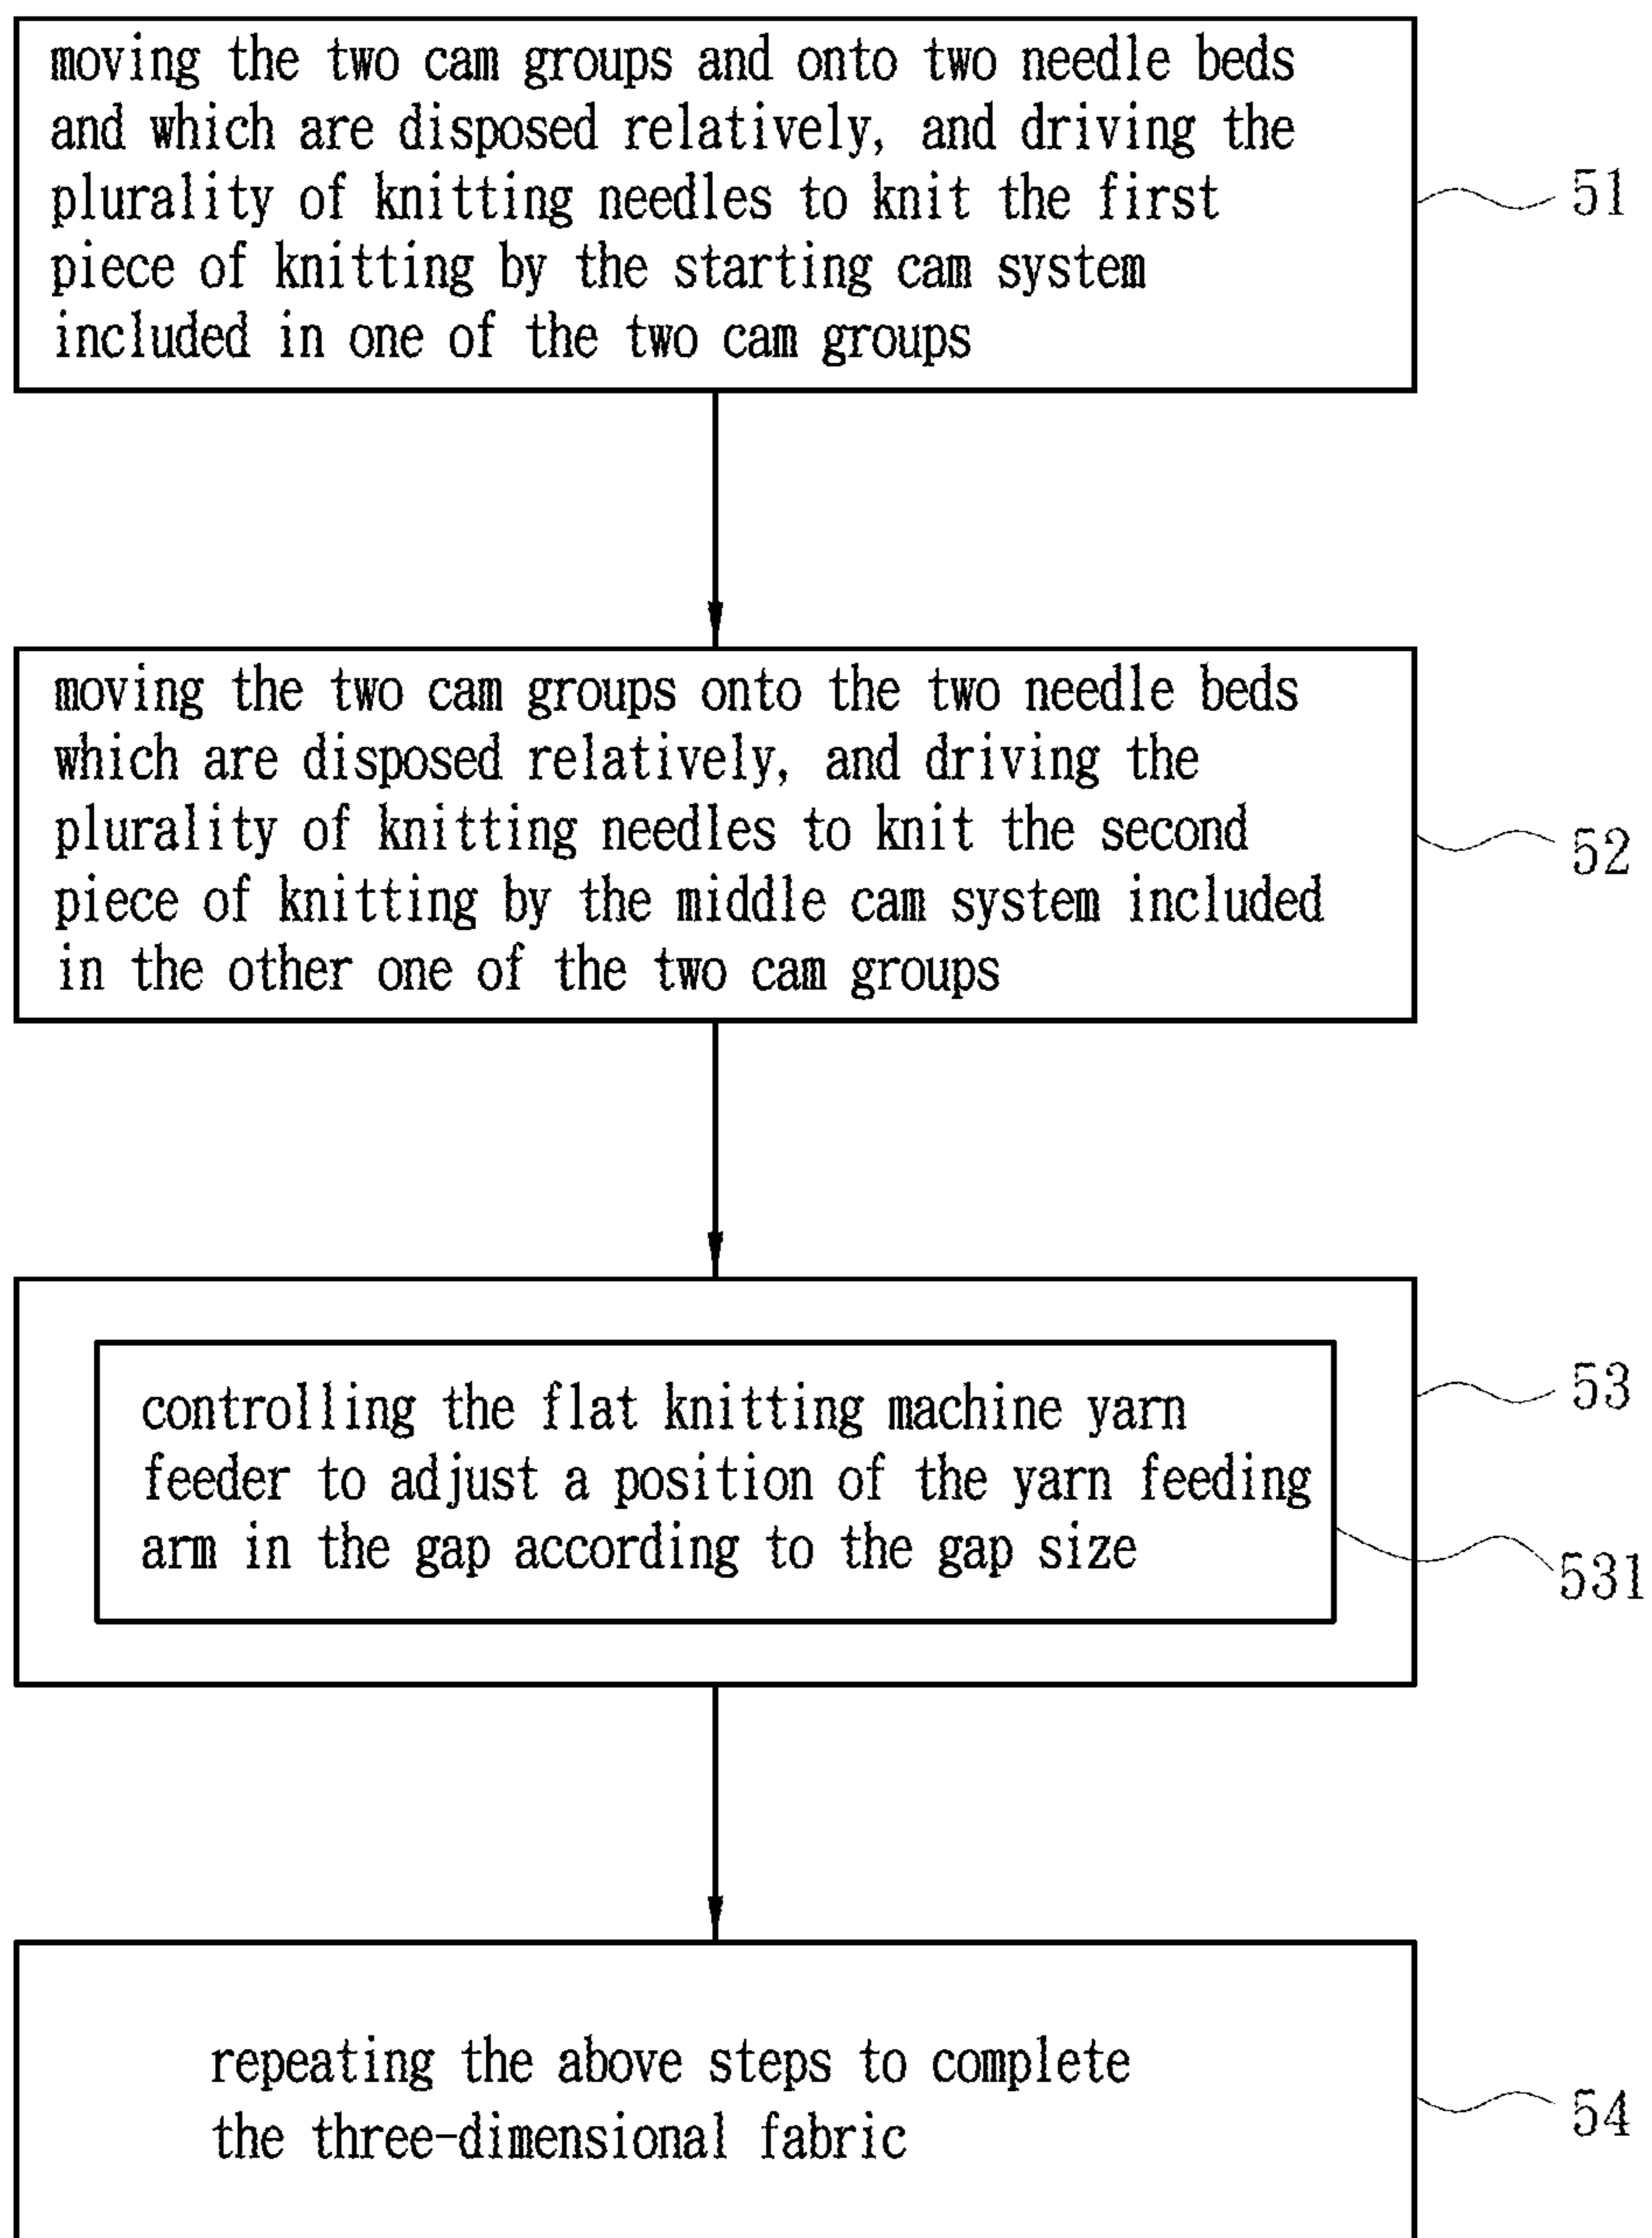 moving the two cam groups and onto two needle beds
and which are disposed relatively, and driving the
plurality of knitting needles to knit the first
piece of knitting by the starting cam system
included in one of the two cam groups
51
moving the two cam groups onto the two needle beds
which are disposed relatively, and driving the
plurality of knitting needles to knit the second
piece of knitting by the middle cam system included
in the other one of the two cam groups
52
53
controlling the flat knitting machine yarn
feeder to adjust a position of the yarn feeding
arm in the gap according to the gap size
531
repeating the above steps to complete
the three-dimensional fabric
54